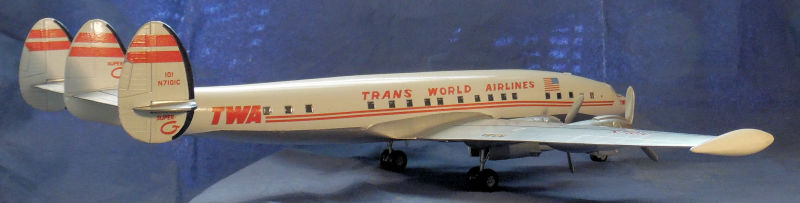 101
N7101C
SUPER
G
TWA
TRANS WORLD AIRLINES